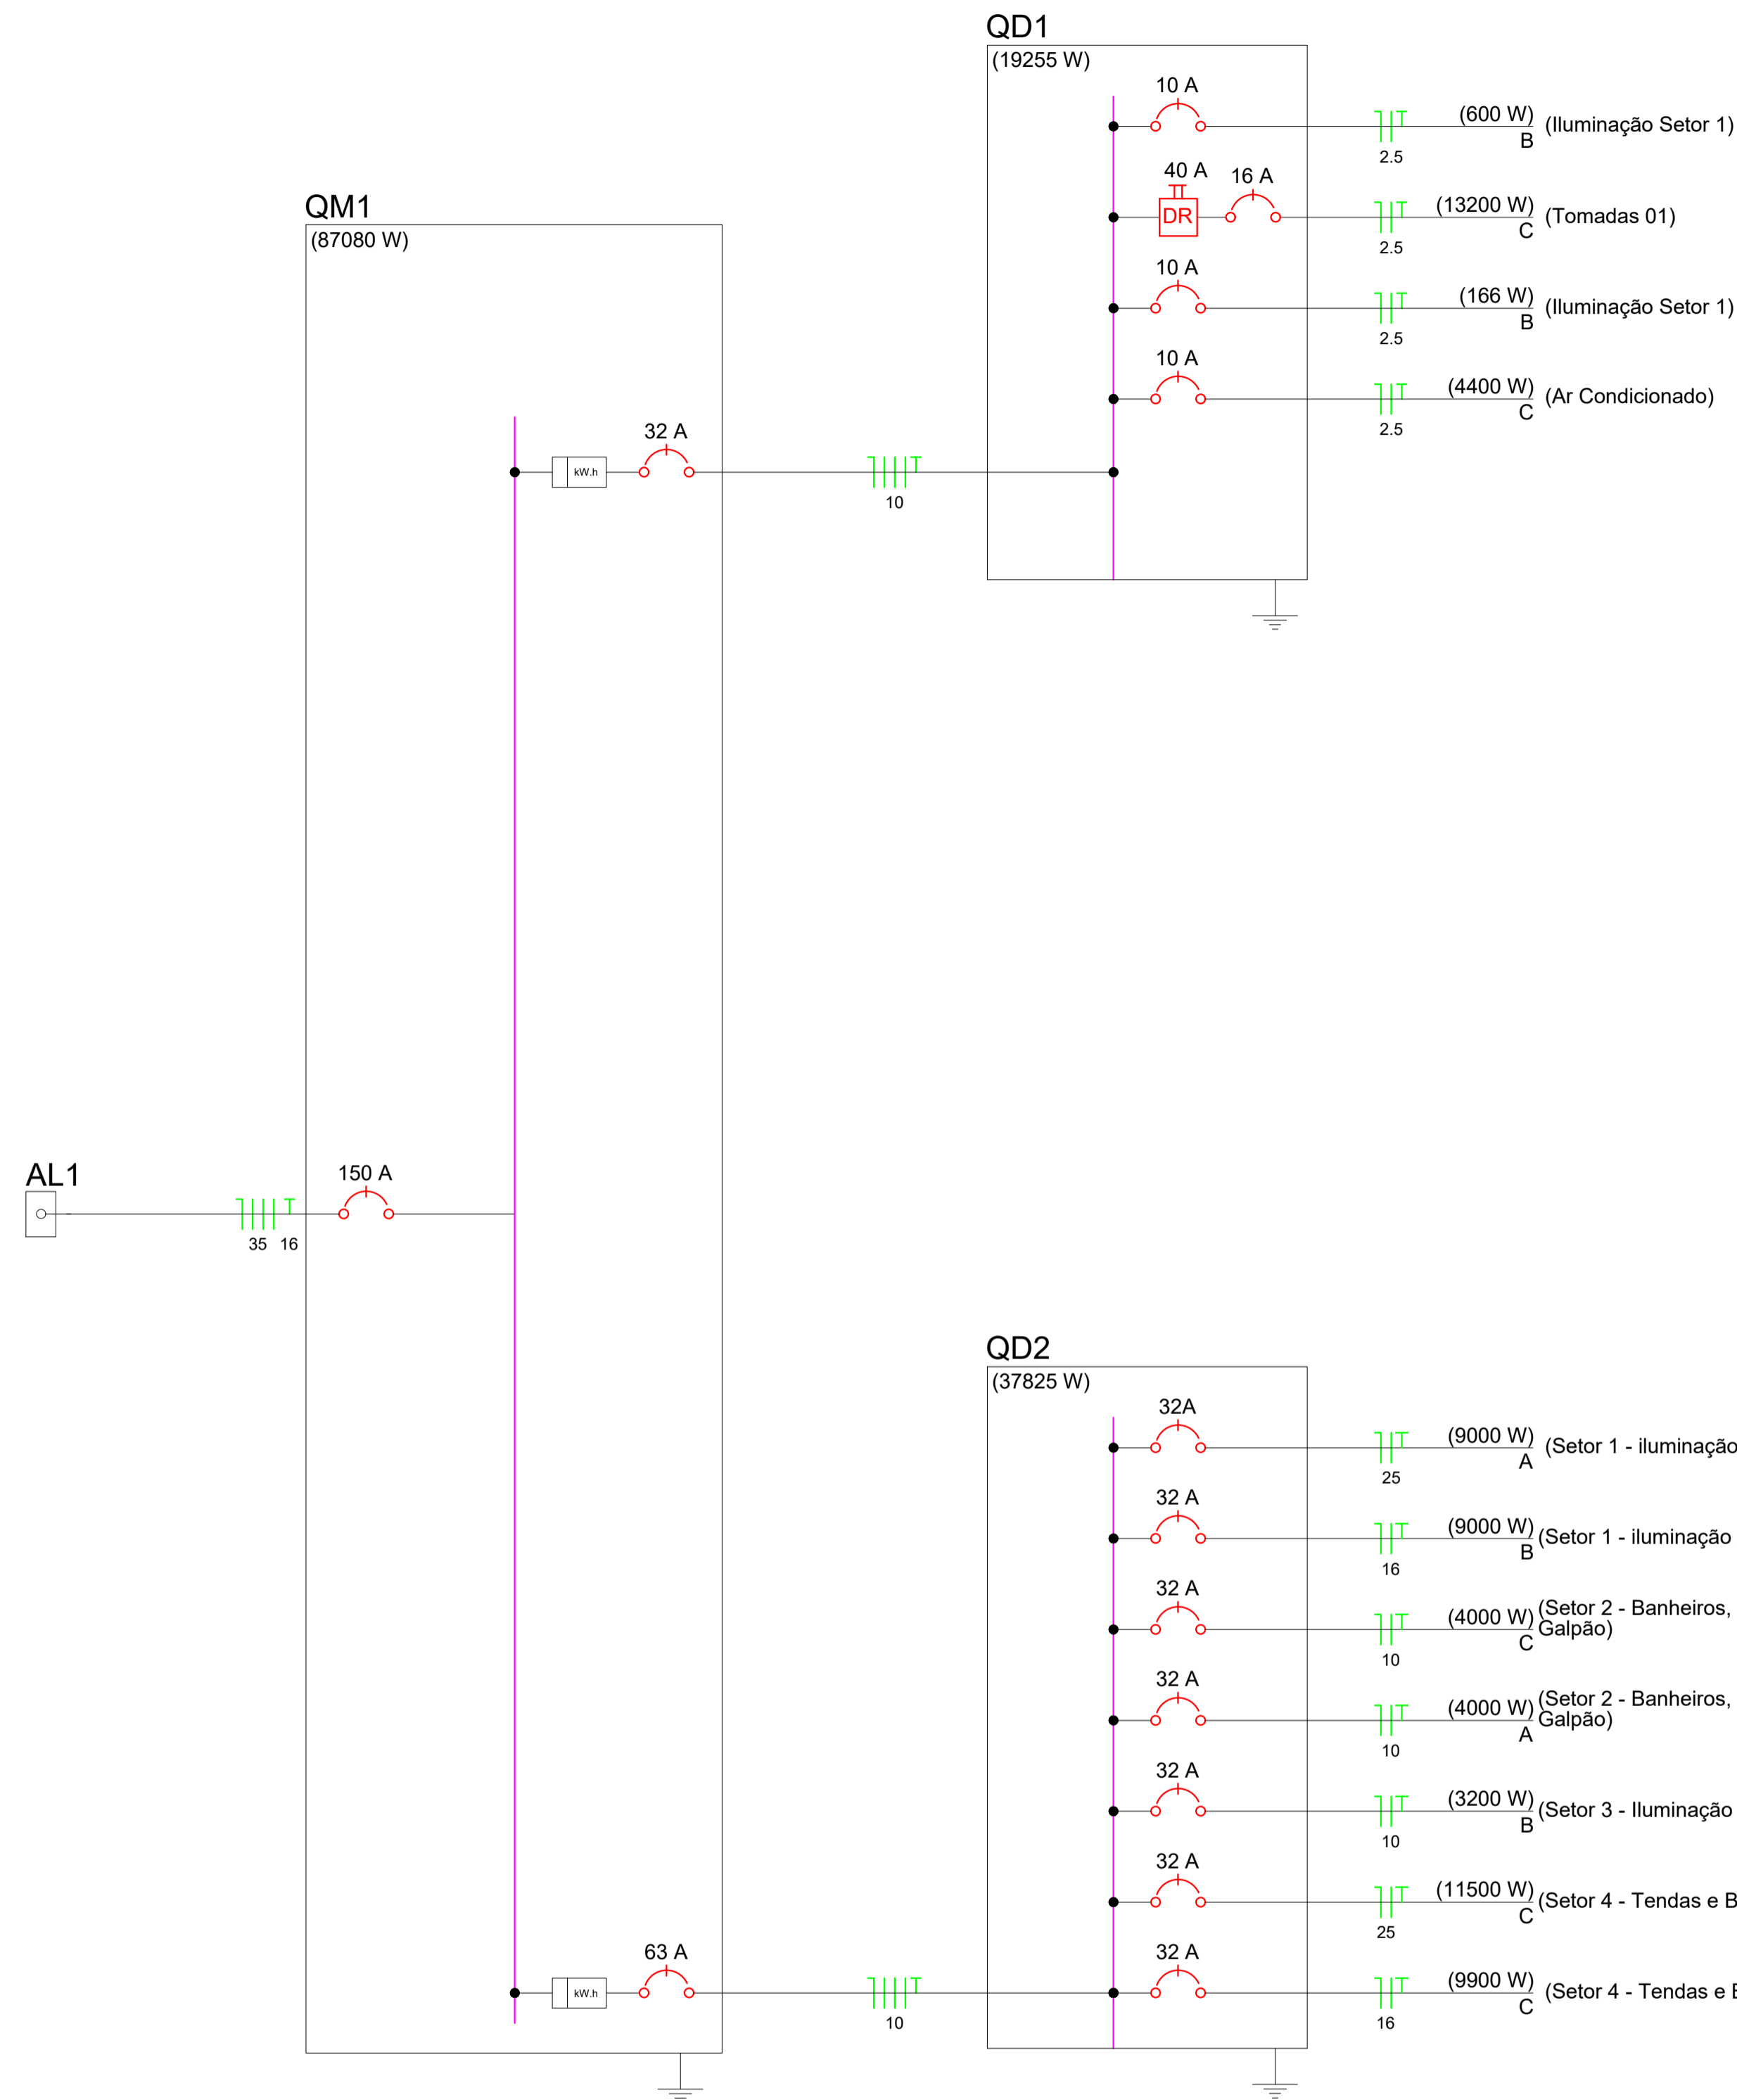 QD1
(19255 W)
10 A
(600 W)
B
(Iluminação Setor 1)
2.5
40 A
DR
16 A
(13200 W)
C
(Tomadas 01)
2.5
10 A
(166 W)
B
(Iluminação Setor 1)
2.5
10 A
(4400 W)
C
(Ar Condicionado)
2.5
QM1
(87080 W)
kW.h
32 A
10
AL1
35
16
150 A
QD2
(37825 W)
32A
(9000 W)
A
(Setor 1 - iluminação
25
32 A
(9000 W)
B
(Setor 1 - iluminação
16
32 A
(4000 W)
C
(Setor 2 - Banheiros,
Galpão)
10
32 A
(4000 W)
A
(Setor 2 - Banheiros,
Galpão)
10
32 A
(3200 W)
B
(Setor 3 - Iluminação
10
32 A
(11500 W)
C
(Setor 4 - Tendas e
25
kW.h
63 A
10
32 A
(9900 W)
C
(Setor 4 - Tendas e
16